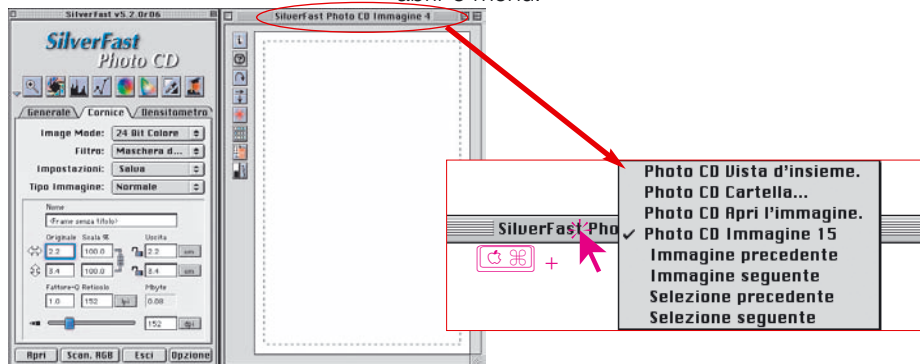 SilverFast v5.2.0r06
SilverFast
Photo CD
Generale
Cornice
Densitometro
Image Mode: 24 Bit Colore
Filtro: Maschera d...
Impostazioni: Salva
Tipo Immagine: Normale
Nome
<Frame senza titolo>
Originale Scala % Uscita
2.2 100.0 2.2 cm
3.4 100.0 3.4 cm
Fattore-Q Retiolo Mbyte
1.0 152 lpi 0.08
152 dpi
Apri Scan. RGB Esci Opzione
SilverFast Photo CD Immagine 4
SilverFast Pho
⌘ +
Photo CD Vista d'insieme.
Photo CD Cartella...
Photo CD Apri l'immagine.
✓ Photo CD Immagine 15
Immagine precedente
Immagine seguente
Selezione precedente
Selezione seguente